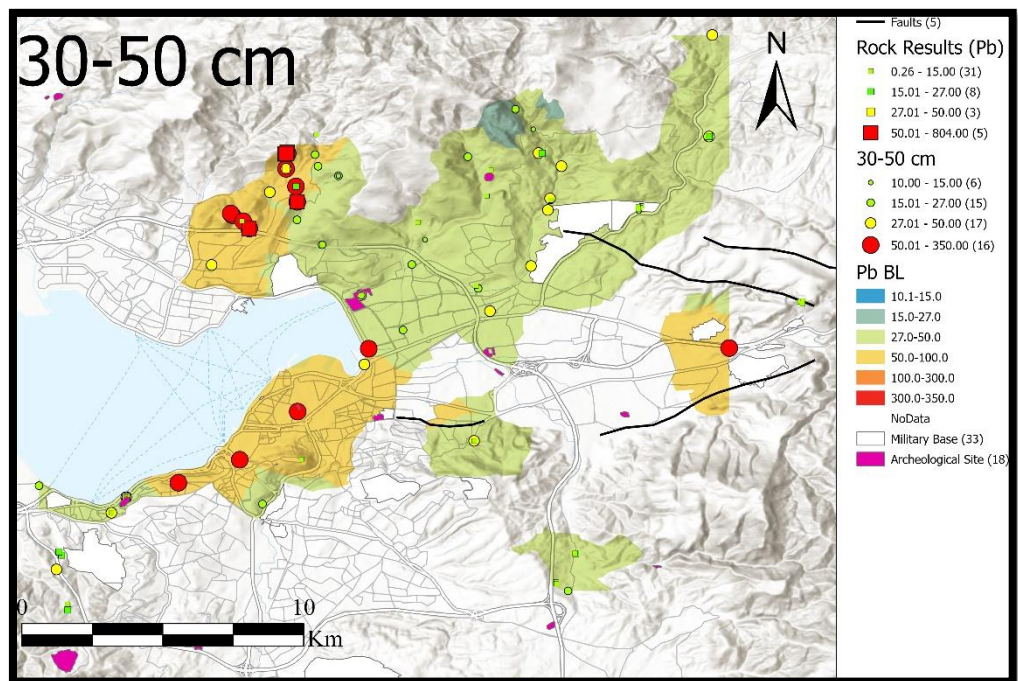 30-50 cm
N
Faults (5)
Rock Results (Pb)
0.26 - 15.00 (31)
15.01 - 27.00 (8)
27.01 - 50.00 (3)
50.01 - 804.00 (5)
30-50 cm
10.00 - 15.00 (6)
15.01 - 27.00 (15)
27.01 - 50.00 (17)
50.01 - 350.00 (16)
Pb BL
10.1-15.0
15.0-27.0
27.0-50.0
50.0-100.0
100.0-300.0
300.0-350.0
NoData
Military Base (33)
Archeological Site (18)
0 10
Km